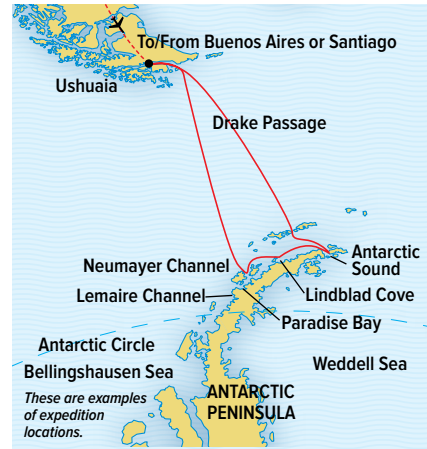 To/From Buenos Aires or Santiago
Ushuaia
Drake Passage
Antarctic
Sound
Neumayer Channel
Lindblad Cove
Lemaire Channel
Paradise Bay
Antarctic Circle
Weddell Sea
Bellingshausen Sea
ANTARCTIC
PENINSULA
These are examples
of expedition
locations.